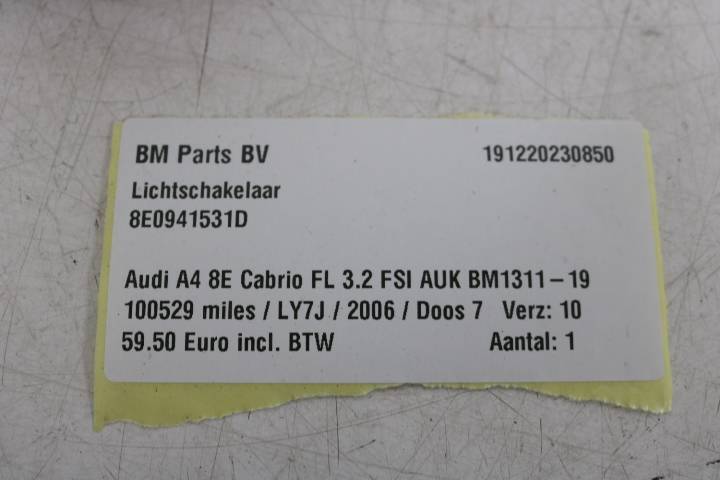 BM Parts BV 191220230850
Lichtschakelaar
8E0941531D
Audi A4 8E Cabrio FL 3.2 FSI AUK BM1311-19
100529 miles / LY7J / 2006 / Doos 7 Verz: 10
59.50 Euro incl. BTW Aantal: 1